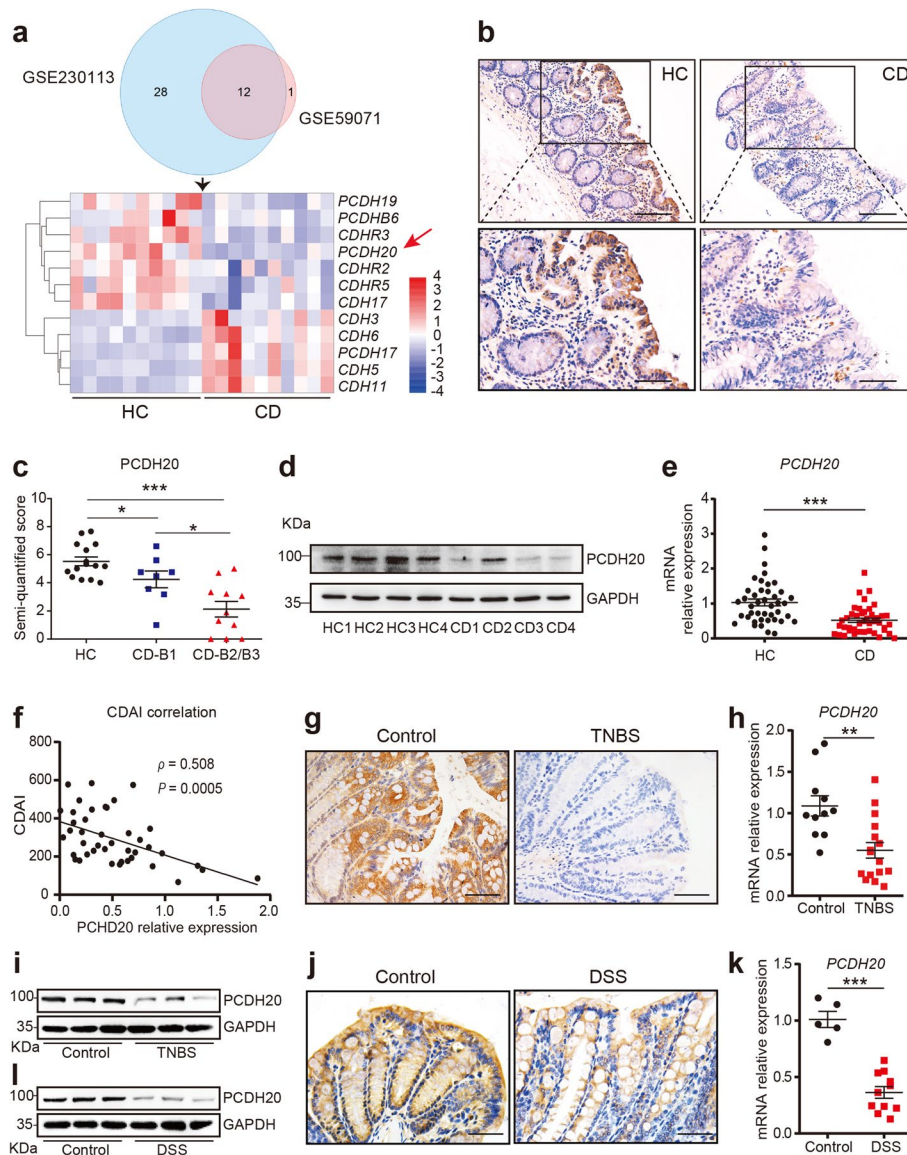 a
GSE230113
28
12
1
GSE59071
PCDH19
PCDHB6
CDHR3
PCDH20
CDHR2
CDHR5
CDH17
CDH3
CDH6
PCDH17
CDH5
CDH11
4
3
2
1
0
-1
-2
-3
-4
HC CD
b
HC CD
c
PCDH20
***
*
*
Semi-quantified score
10
8
6
4
2
0
HC CD-B1 CD-B2/B3
d
KDa
100
PCDH20
35
GAPDH
HC1 HC2 HC3 HC4 CD1 CD2 CD3 CD4
e
PCDH20
***
mRNA
relative expression
4
3
2
1
0
HC CD
f
CDAI correlation
ρ = 0.508
P = 0.0005
CDAI
800
600
400
200
0
0.0 0.5 1.0 1.5 2.0
PCHD20 relative expression
g
Control TNBS
h
PCDH20
**
mRNA relative expression
2.0
1.5
1.0
0.5
0.0
Control TNBS
i
100
PCDH20
35
GAPDH
KDa
Control TNBS
l
100
PCDH20
35
GAPDH
KDa
Control DSS
j
Control DSS
k
PCDH20
***
mRNA relative expression
1.5
1.0
0.5
0.0
Control DSS